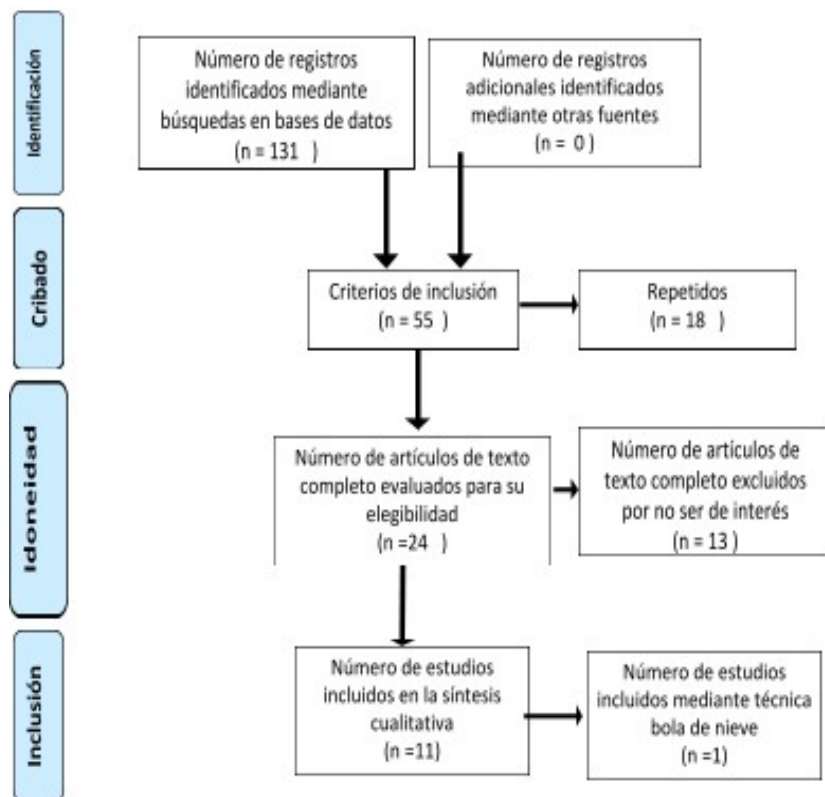 Identificación
Número de registros
identificados mediante
búsquedas en bases de datos
(n = 131 )
Número de registros
adicionales identificados
mediante otras fuentes
(n = 0 )
Cribado
Criterios de inclusión
(n = 55 )
Repetidos
(n = 18 )
Idoneidad
Número de artículos de texto
completo evaluados para su
elegibilidad
(n =24 )
Número de artículos de
texto completo excluidos
por no ser de interés
(n = 13 )
Inclusión
Número de estudios
incluidos en la síntesis
cualitativa
(n =11)
Número de estudios
incluidos mediante técnica
bola de nieve
(n =1)